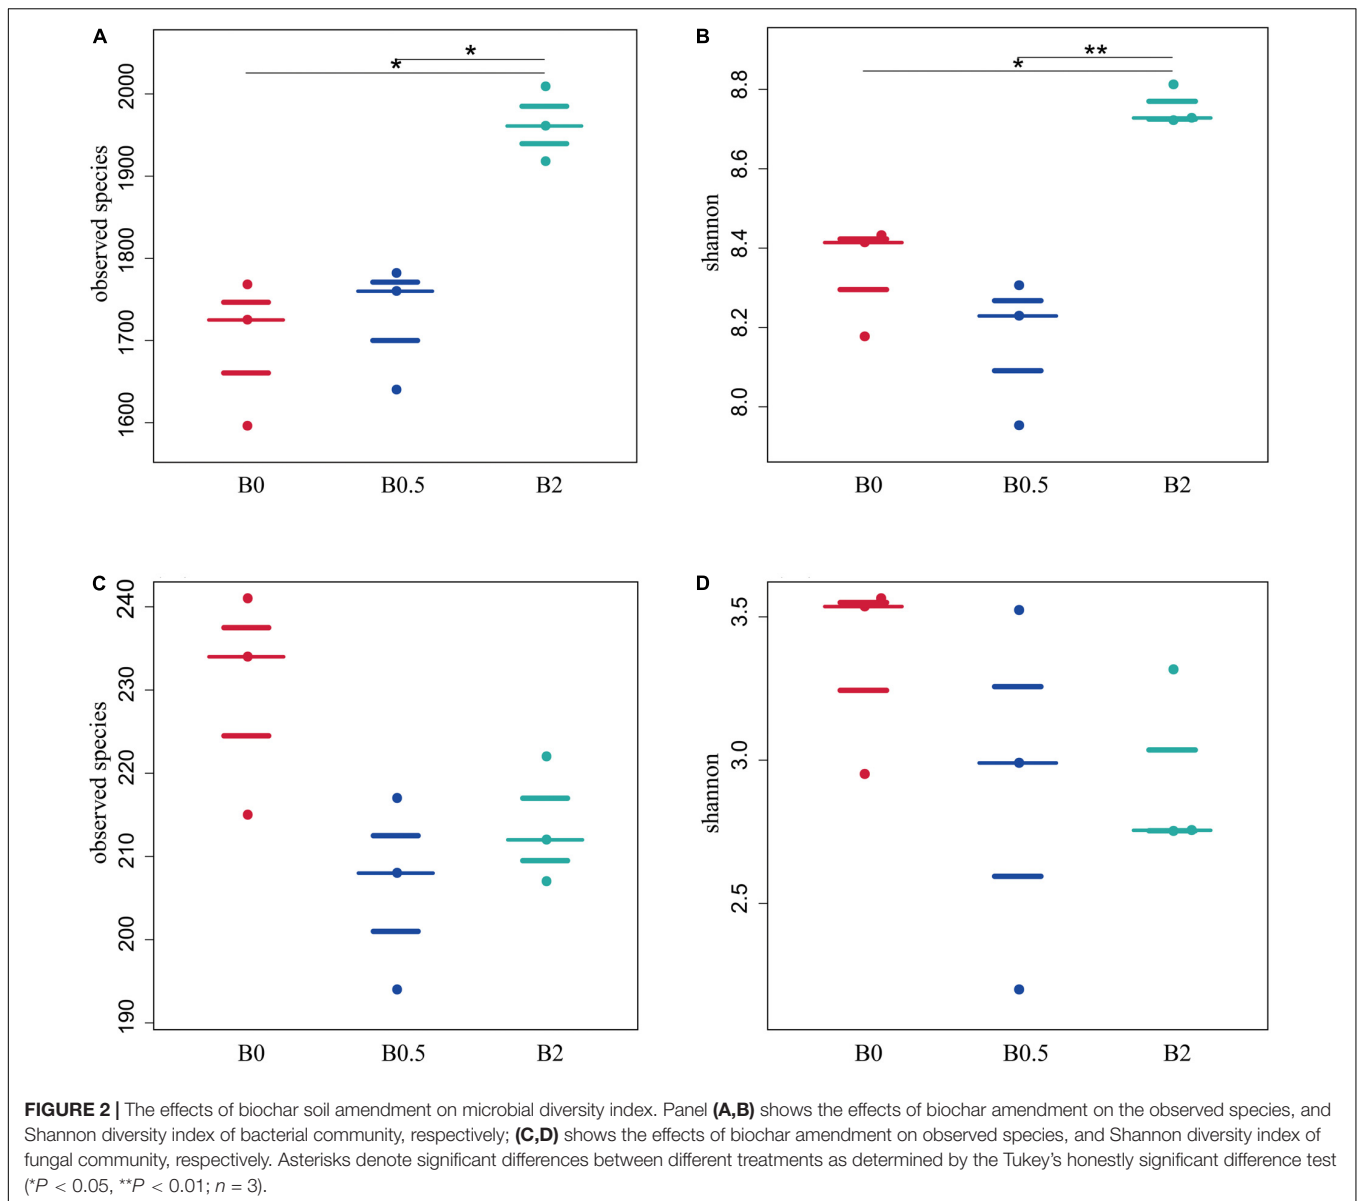 A
observed species
2000
1900
1800
1700
1600
*
*
B0 B0.5 B2
B
shannon
8.8
8.6
8.4
8.2
8.0
**
*
B0 B0.5 B2
C
observed species
240
230
220
210
200
190
B0 B0.5 B2
D
shannon
3.5
3.0
2.5
B0 B0.5 B2
FIGURE 2 | The effects of biochar soil amendment on microbial diversity index. Panel (A,B) shows the effects of biochar amendment on the observed species, and
Shannon diversity index of bacterial community, respectively; (C,D) shows the effects of biochar amendment on observed species, and Shannon diversity index of
fungal community, respectively. Asterisks denote significant differences between different treatments as determined by the Tukey's honestly significant difference test
(*P < 0.05, **P < 0.01; n = 3).